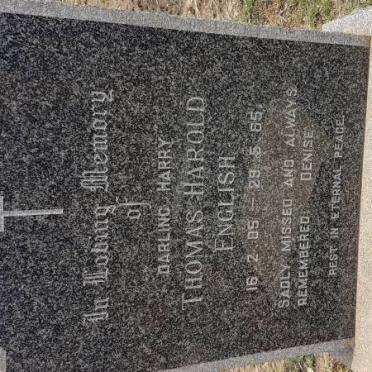 In Loving Memory
of
DARLING HARRY
THOMAS HAROLD
ENGLISH
16. 2. 05 — 29. 5. 65.
SADLY MISSED AND ALWAYS
REMEMBERED. DENISE.
REST IN ETERNAL PEACE.